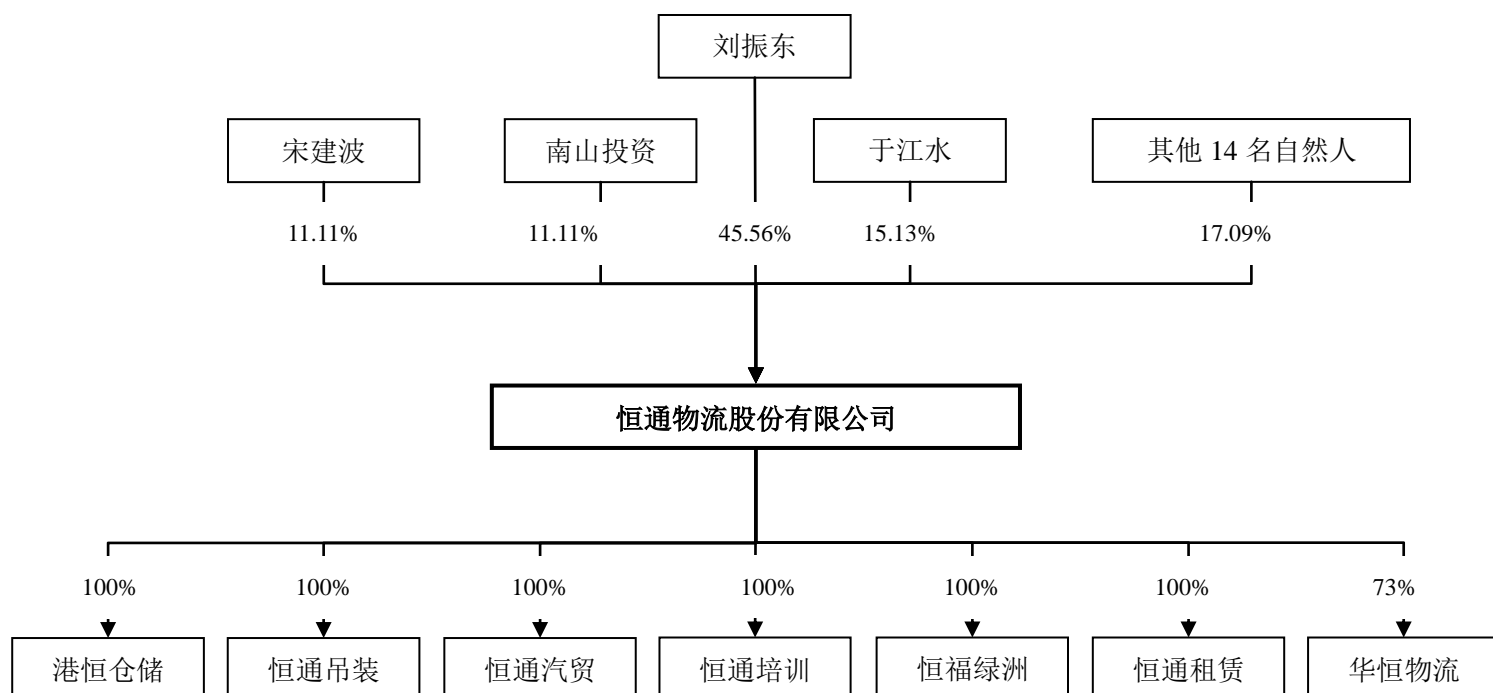 刘振东
宋建波
南山投资
于江水
其他 14 名自然人
11.11%
11.11%
45.56%
15.13%
17.09%
恒通物流股份有限公司
100%
100%
100%
100%
100%
100%
73%
港恒仓储
恒通吊装
恒通汽贸
恒通培训
恒福绿洲
恒通租赁
华恒物流